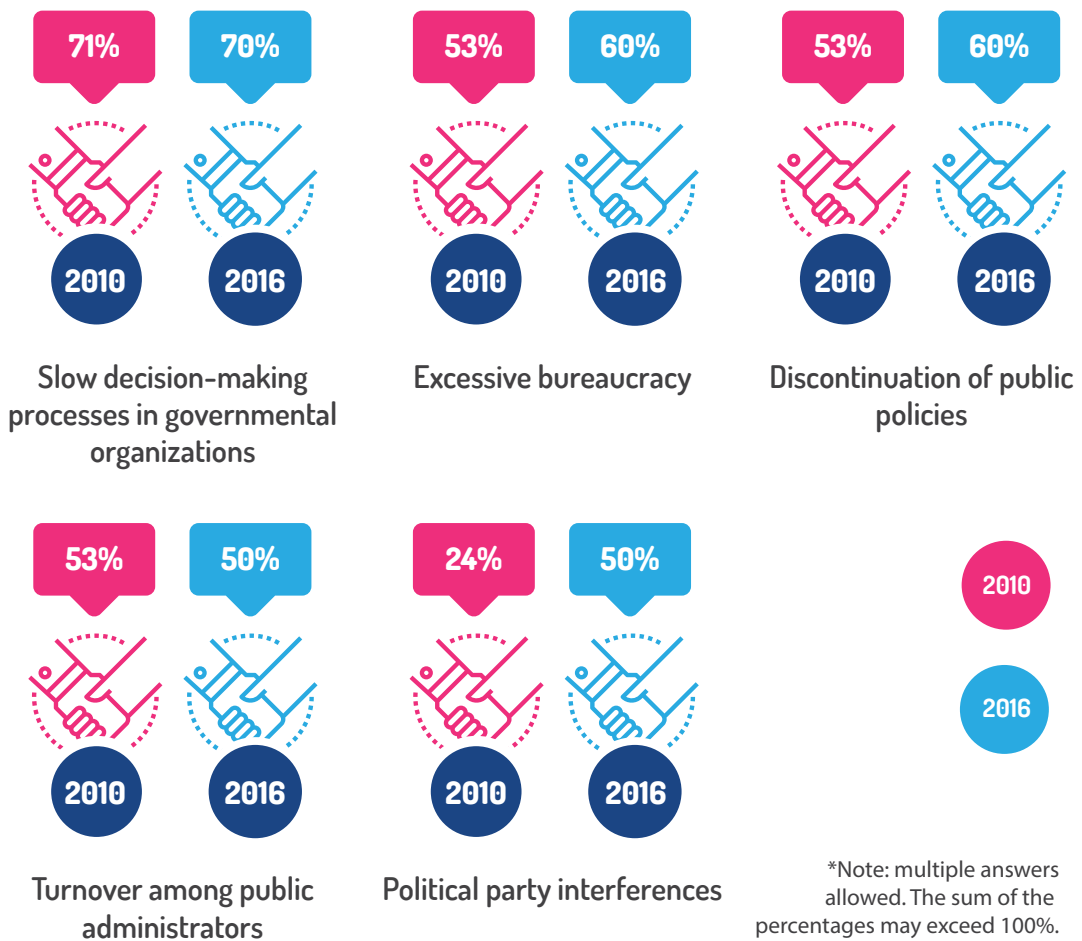 71%
70%
53%
60%
53%
60%
2010
2016
2010
2016
2010
2016
Slow decision-making
processes in governmental
organizations
Excessive bureaucracy
Discontinuation of public
policies
53%
50%
24%
50%
2010
2016
2010
2016
2010
2016
Turnover among public
administrators
Political party interferences
*Note: multiple answers
allowed. The sum of the
percentages may exceed 100%.